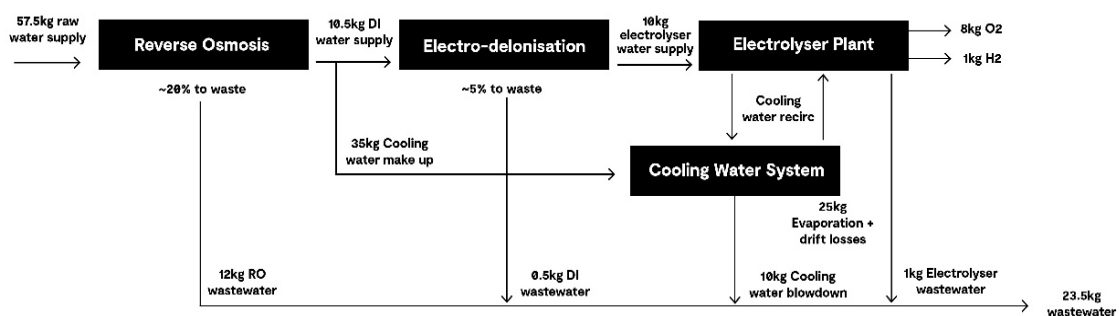 57.5kg raw
water supply
Reverse Osmosis
10.5kg DI
water supply
Electro-delonisation
10kg
electrolyser
water supply
Electrolyser Plant
8kg O2
1kg H2
~20% to waste
~5% to waste
Cooling
water recirc
35kg Cooling
water make up
Cooling Water System
25kg
Evaporation +
drift losses
12kg RO
wastewater
0.5kg DI
wastewater
10kg Cooling
water blowdown
1kg Electrolyser
wastewater
23.5kg
wastewater